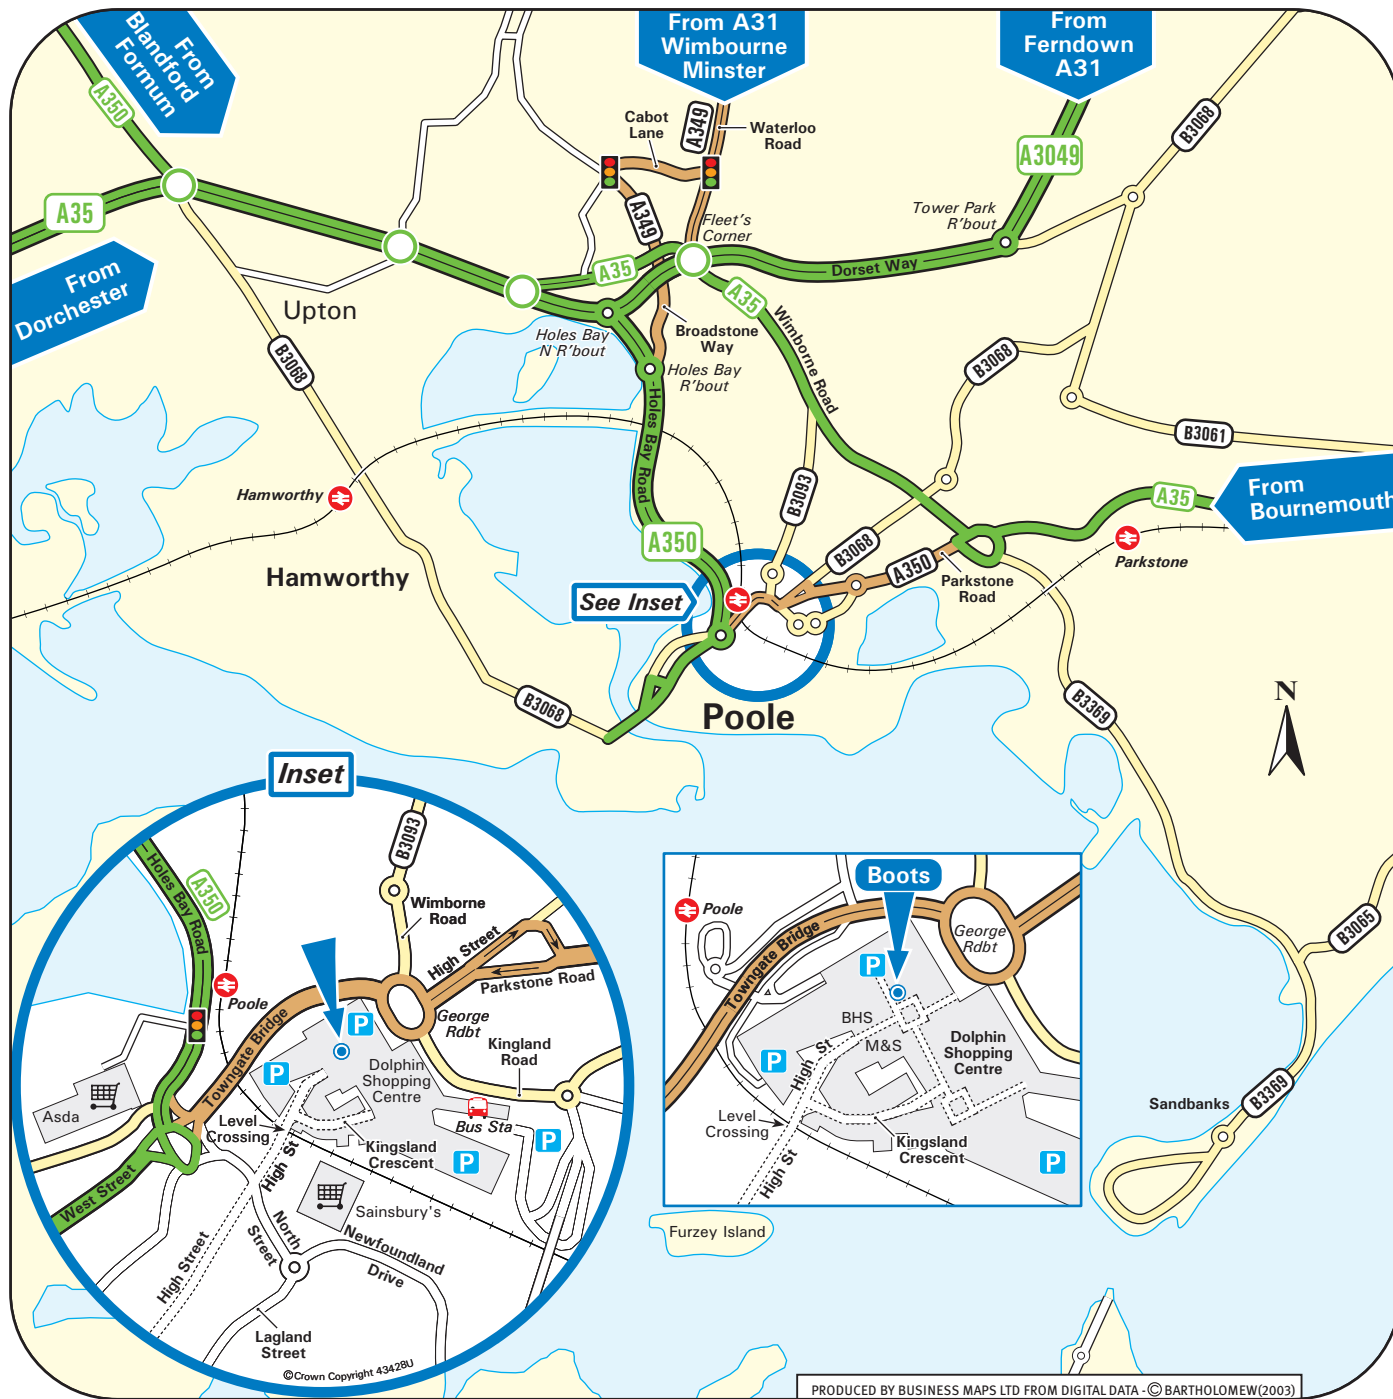 From
Blandford
Formum
From A31
Wimbourne
Minster
From
Ferndown
A31
A350
A349
Cabot
Lane
Waterloo
Road
B3068
A3049
A35
A349
Fleet's
Corner
Tower Park
R'bout
From
Dorchester
A35
Dorset Way
A35
Upton
Holes Bay
N R'bout
Broadstone
Way
Wimborne Road
B3068
Holes Bay
R'bout
B3068
Holes Bay Road
B3061
Hamworthy
B3093
A35
From
Bournemouth
Hamworthy
A350
B3068
A350
Parkstone
Road
Parkstone
See Inset
B3068
Poole
B3369
N
Inset
B3093
Holes Bay Road
A350
Wimborne
Road
High Street
Parkstone Road
Poole
Towngate Bridge
P
George
Rdbt
Kingland
Road
P
Dolphin
Shopping
Centre
Asda
Level
Crossing
Bus Sta
P
Kingsland
Crescent
P
High St
West Street
Sainsbury's
North
Street
Newfoundland
Drive
High Street
Lagland
Street
©Crown Copyright 43428U
Boots
Poole
Towngate Bridge
George
Rdbt
P
BHS
M&S
Dolphin
Shopping
Centre
P
High St
Level
Crossing
Kingsland
Crescent
P
High St
B3065
B3369
Sandbanks
Furzey Island
PRODUCED BY BUSINESS MAPS LTD FROM DIGITAL DATA - © BARTHOLOMEW(2003)